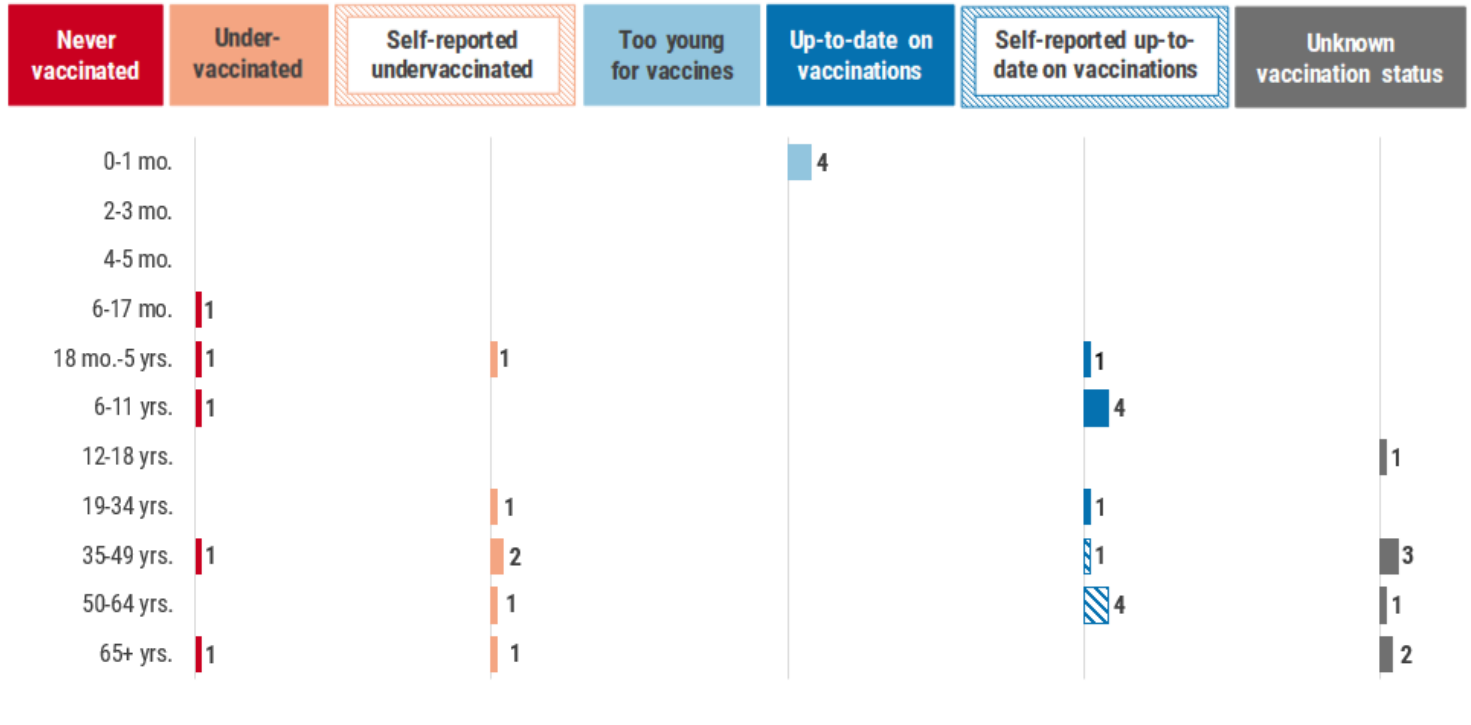 Never
vaccinated
Under-
vaccinated
Self-reported
undervaccinated
Too young
for vaccines
Up-to-date on
vaccinations
Self-reported up-to-
date on vaccinations
Unknown
vaccination status
0-1 mo. 4
2-3 mo.
4-5 mo.
6-17 mo. 1
18 mo.-5 yrs. 1 1 1
6-11 yrs. 1 4
12-18 yrs. 1
19-34 yrs. 1 1
35-49 yrs. 1 2 1 3
50-64 yrs. 1 4 1
65+ yrs. 1 1 2